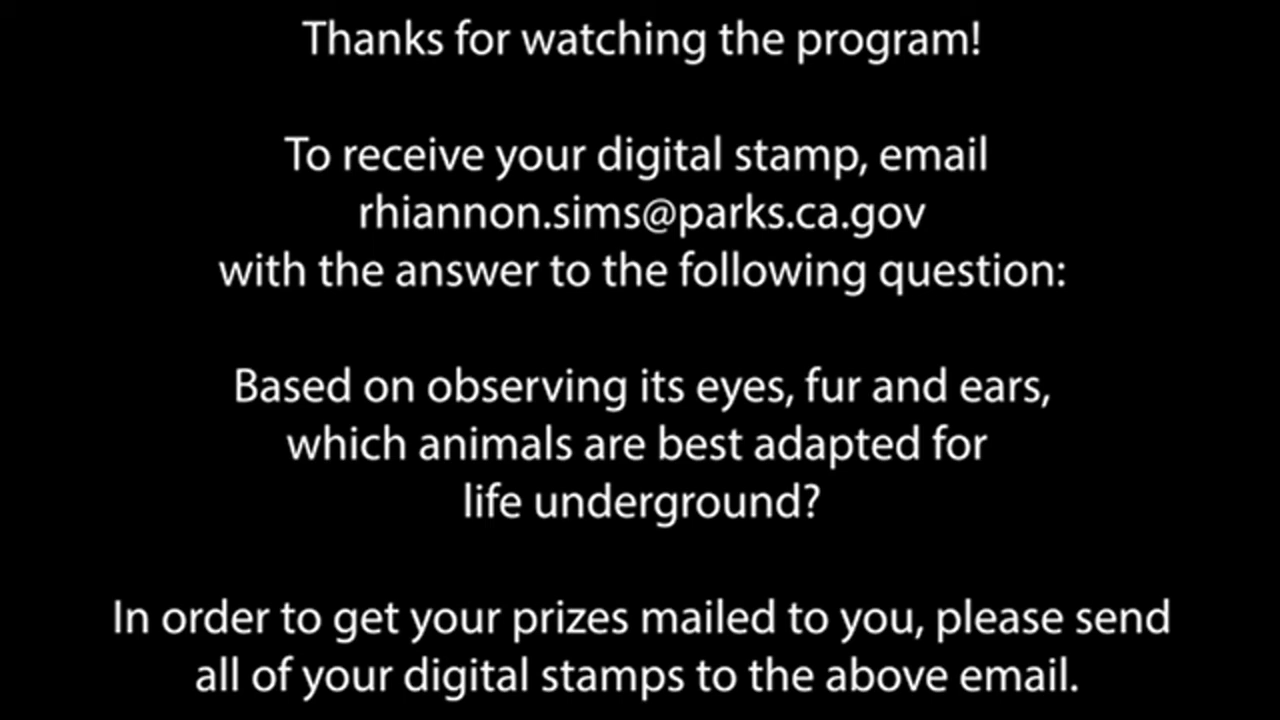 Thanks for watching the program!
To receive your digital stamp, email
rhiannon.sims@parks.ca.gov
with the answer to the following question:
Based on observing its eyes, fur and ears,
which animals are best adapted for
life underground?
In order to get your prizes mailed to you, please send
all of your digital stamps to the above email.